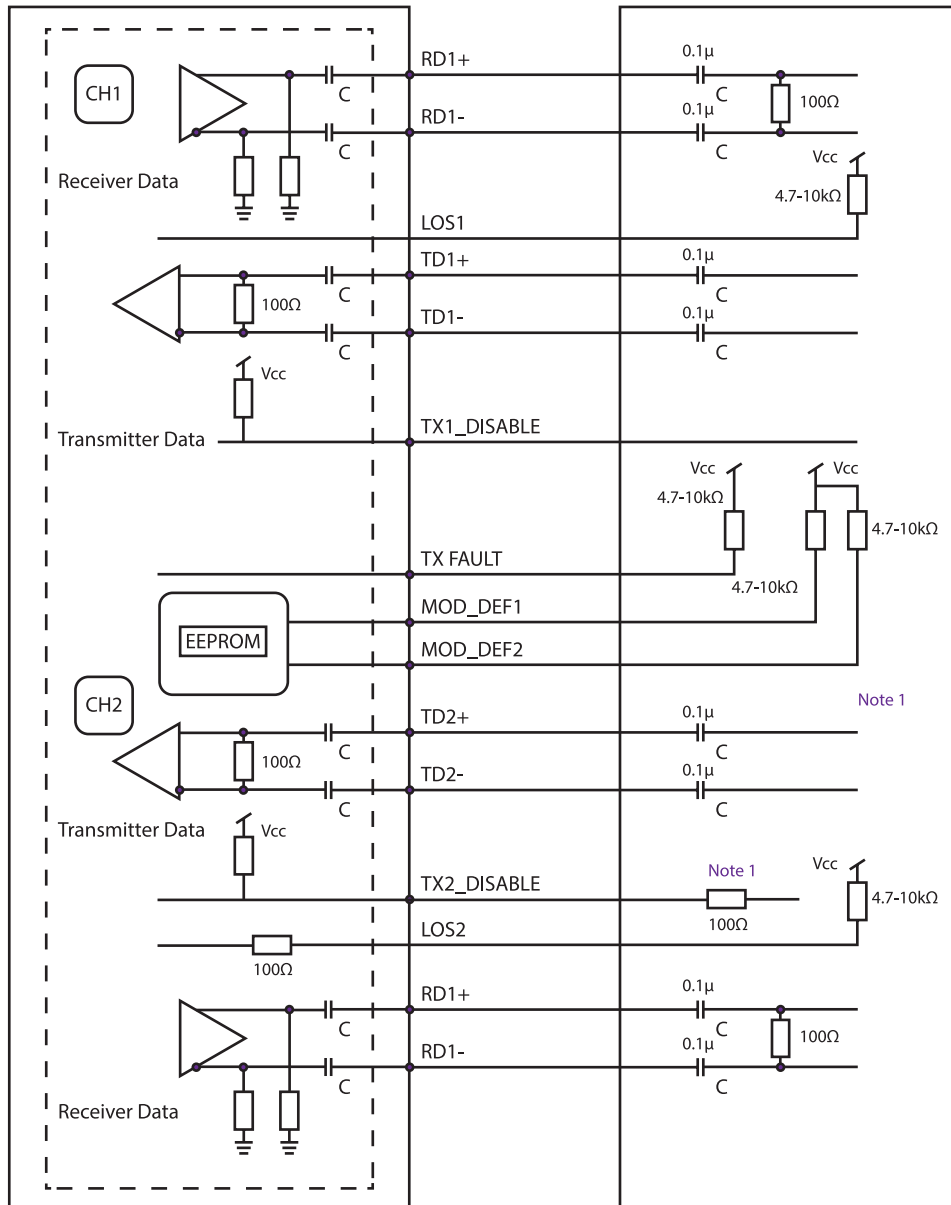 RD1+
0.1µ
CH1
C
C
100Ω
RD1-
0.1µ
C
C
Vcc
Receiver Data
4.7-10kΩ
LOS1
TD1+
0.1µ
100Ω
C
C
TD1-
0.1µ
C
C
Vcc
Transmitter Data
TX1_DISABLE
Vcc
Vcc
4.7-10kΩ
4.7-10kΩ
TX FAULT
4.7-10kΩ
MOD_DEF1
EEPROM
MOD_DEF2
CH2
Note 1
TD2+
0.1µ
100Ω
C
C
TD2-
0.1µ
C
C
Transmitter Data
Vcc
TX2_DISABLE
Note 1
Vcc
4.7-10kΩ
100Ω
LOS2
100Ω
RD1+
0.1µ
C
C
100Ω
RD1-
0.1µ
C
C
Receiver Data